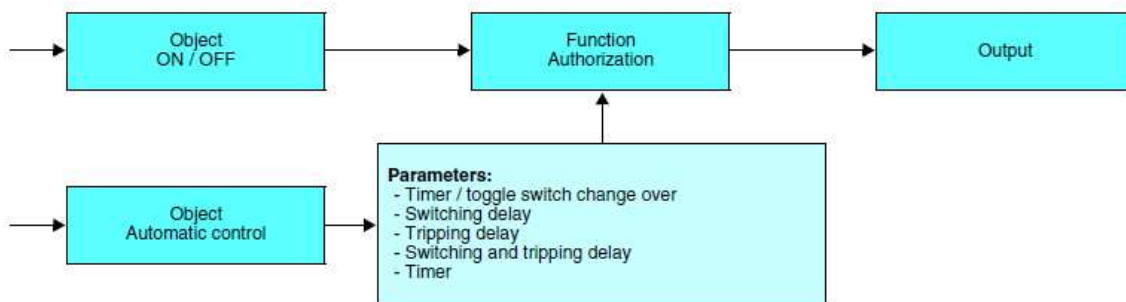 Object
ON / OFF
Function
Authorization
Output
Parameters:
- Timer / toggle switch change over
- Switching delay
- Tripping delay
- Switching and tripping delay
- Timer
Object
Automatic control